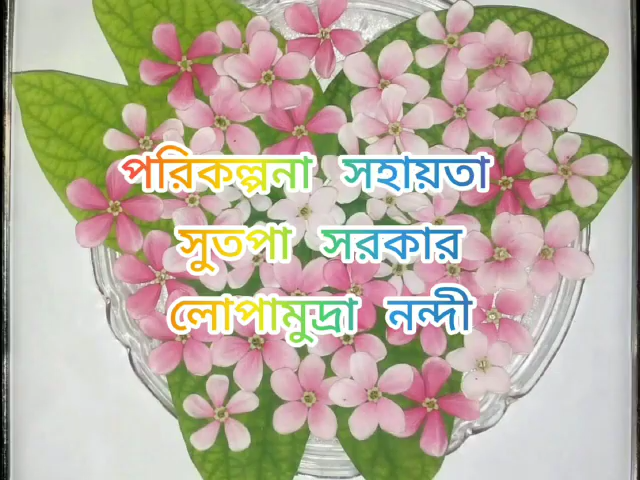 পরিকল্পনা সহায়তা
সুতপা সরকার
লোপামুদ্রা নন্দী